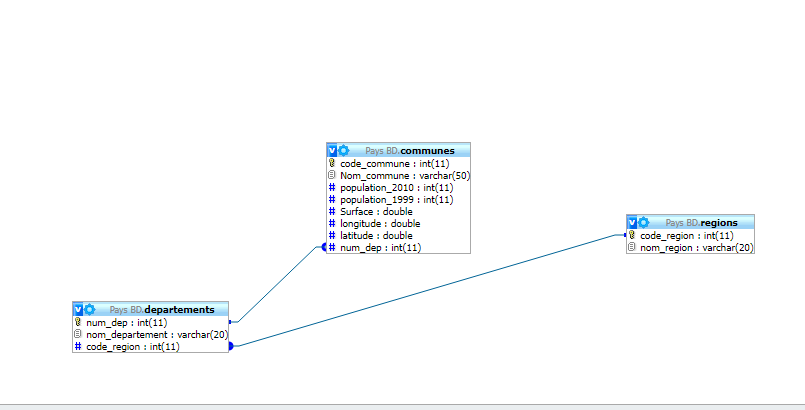 Pays BD.communes
code_commune : int(11)
Nom_commune : varchar(50)
population_2010 : int(11)
population_1999 : int(11)
Surface : double
longitude : double
latitude : double
num_dep : int(11)
Pays BD.regions
code_region : int(11)
nom_region : varchar(20)
Pays BD.departements
num_dep : int(11)
nom_departement : varchar(20)
code_region : int(11)